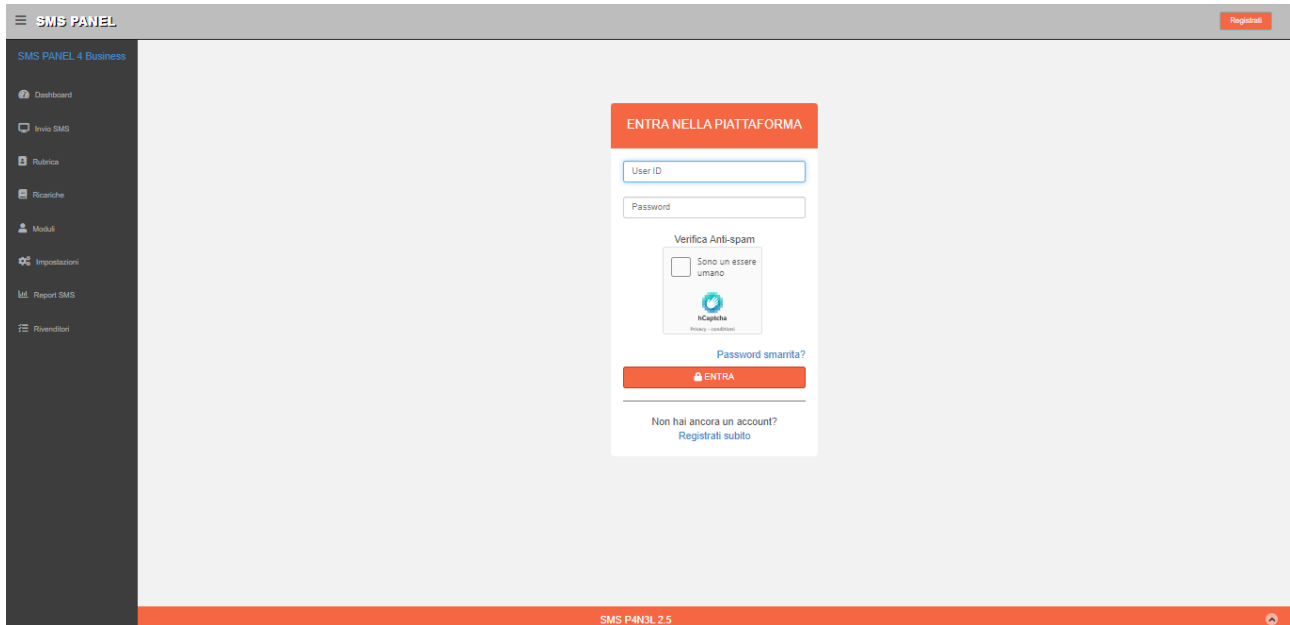 SMS PANEL
Registrati
SMS PANEL 4 Business
Dashboard
Invio SMS
Rubrica
Ricariche
Moduli
Impostazioni
Report SMS
Rivenditori
ENTRA NELLA PIATTAFORMA
User ID
Password
Verifica Anti-spam
Sono un essere
umano
hCaptcha
Privacy - condizioni
Password smarrita?
ENTRA
Non hai ancora un account?
Registrati subito
SMS P4N3L 2.5